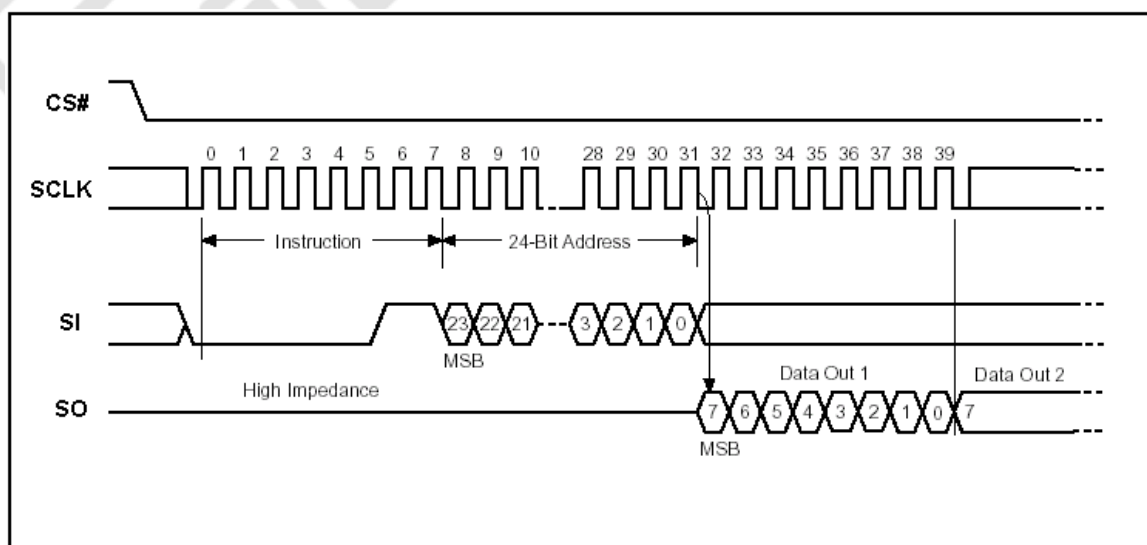 CS#
0 1 2 3 4 5 6 7 8 9 10 28 29 30 31 32 33 34 35 36 37 38 39
SCLK
Instruction 24-Bit Address
SI 23 22 21 3 2 1 0
MSB
High Impedance Data Out 1 Data Out 2
SO 7 6 5 4 3 2 1 0 7
MSB